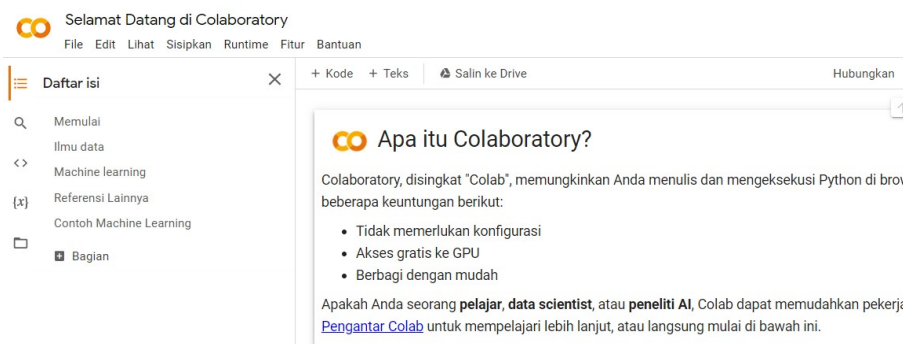 Selamat Datang di Colaboratory
File Edit Lihat Sisipkan Runtime Fitur Bantuan
Daftar isi
Memulai
Ilmu data
Machine learning
Referensi Lainnya
Contoh Machine Learning
Bagian
+ Kode + Teks Salin ke Drive Hubungkan
Apa itu Colaboratory?
Colaboratory, disingkat "Colab", memungkinkan Anda menulis dan mengeksekusi Python di
beberapa keuntungan berikut:
• Tidak memerlukan konfigurasi
• Akses gratis ke GPU
• Berbagi dengan mudah
Apakah Anda seorang pelajar, data scientist, atau peneliti AI, Colab dapat memudahkan
Pengantar Colab untuk mempelajari lebih lanjut, atau langsung mulai di bawah ini.